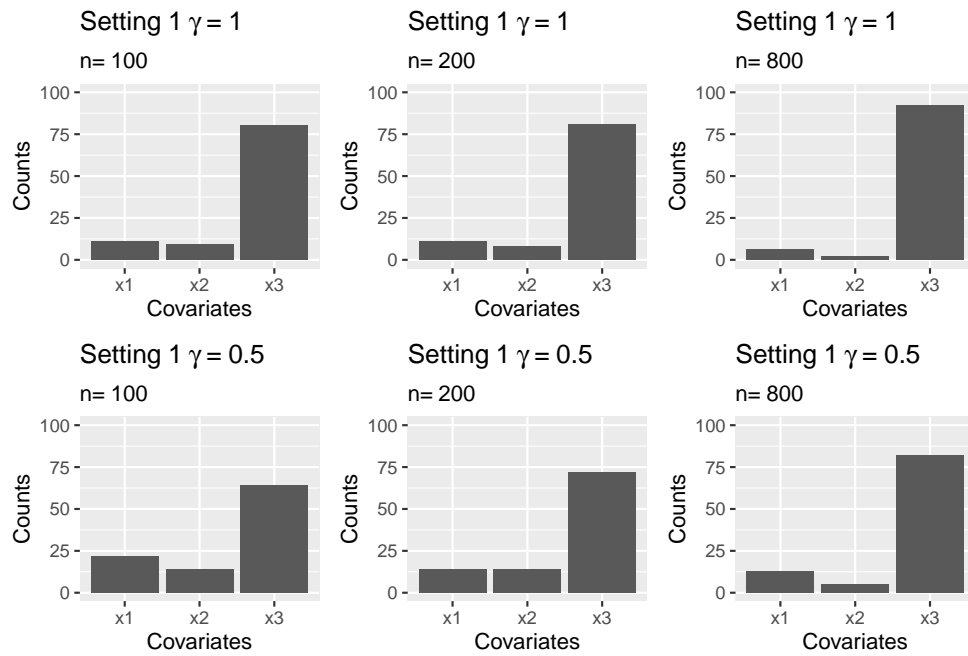 Setting 1 γ = 1
n= 100
100
75
50
25
0
Counts
x1 x2 x3
Covariates
Setting 1 γ = 1
n= 200
100
75
50
25
0
Counts
x1 x2 x3
Covariates
Setting 1 γ = 1
n= 800
100
75
50
25
0
Counts
x1 x2 x3
Covariates
Setting 1 γ = 0.5
n= 100
100
75
50
25
0
Counts
x1 x2 x3
Covariates
Setting 1 γ = 0.5
n= 200
100
75
50
25
0
Counts
x1 x2 x3
Covariates
Setting 1 γ = 0.5
n= 800
100
75
50
25
0
Counts
x1 x2 x3
Covariates